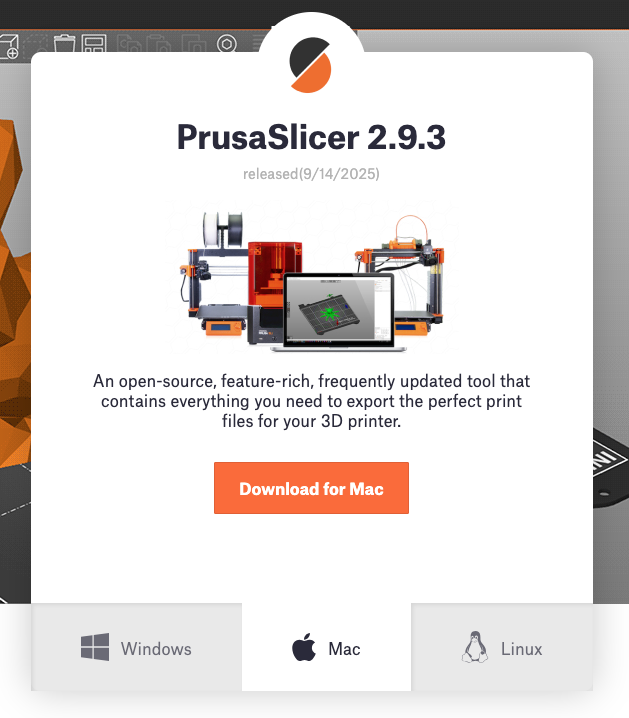 PrusaSlicer 2.9.3
released(9/14/2025)
An open-source, feature-rich, frequently updated tool that
contains everything you need to export the perfect print
files for your 3D printer.
Download for Mac
Windows
Mac
Linux